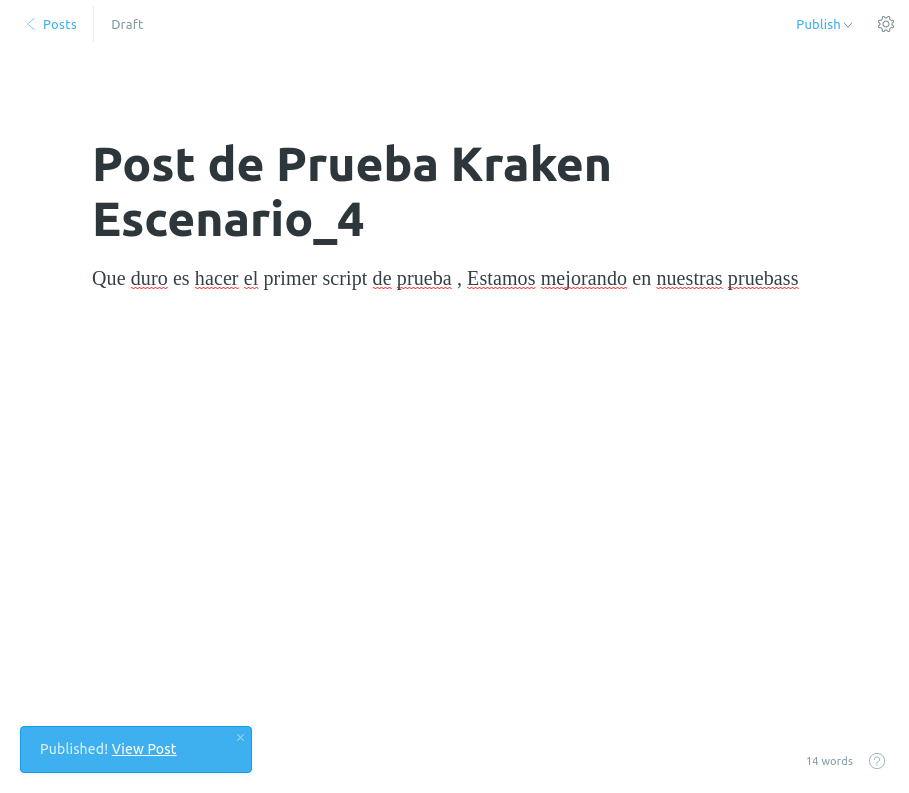 Posts
Draft
Publish
Post de Prueba Kraken
Escenario_4
Que duro es hacer el primer script de prueba , Estamos mejorando en nuestras pruebass
Published! View Post
14 words